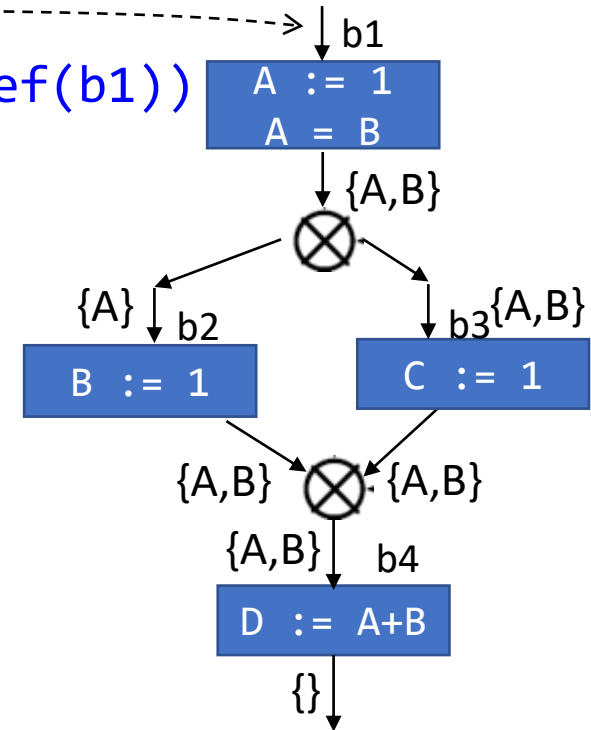 b1
ef(b1))
A := 1
A = B
{A,B}
{A}
b2
b3
{A,B}
B := 1
C := 1
{A,B}
{A,B}
{A,B}
b4
D := A+B
{}